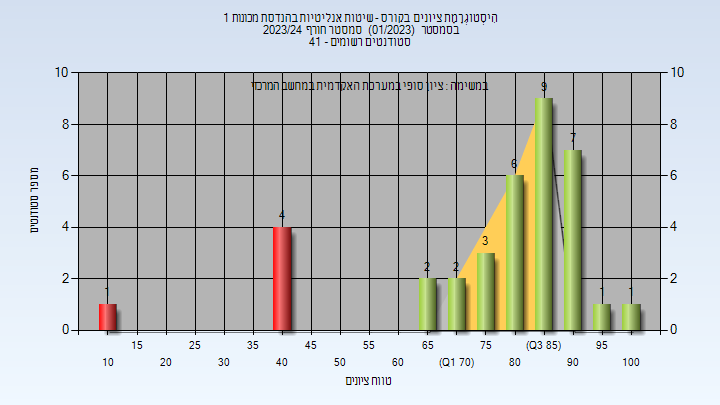 היסטוגרמת ציונים בקורס - שיטות אנליטיות בהנדסת מכונות 1
בסמסטר (01/2023) סמסטר חורף 2023/24
סטודנטים רשומים - 41
במשימה : ציון סופי במערכת האקדמית במחשב המרכזי
מספר סטודנטים
10 10
8 8
6 6
4 4
2 2
0 0
1 4 2 2 3 6 9 7 1 1
15 25 35 45 55 65 75 (Q3 85) 95
10 20 30 40 50 60 (Q1 70) 80 90 100
טווח ציונים